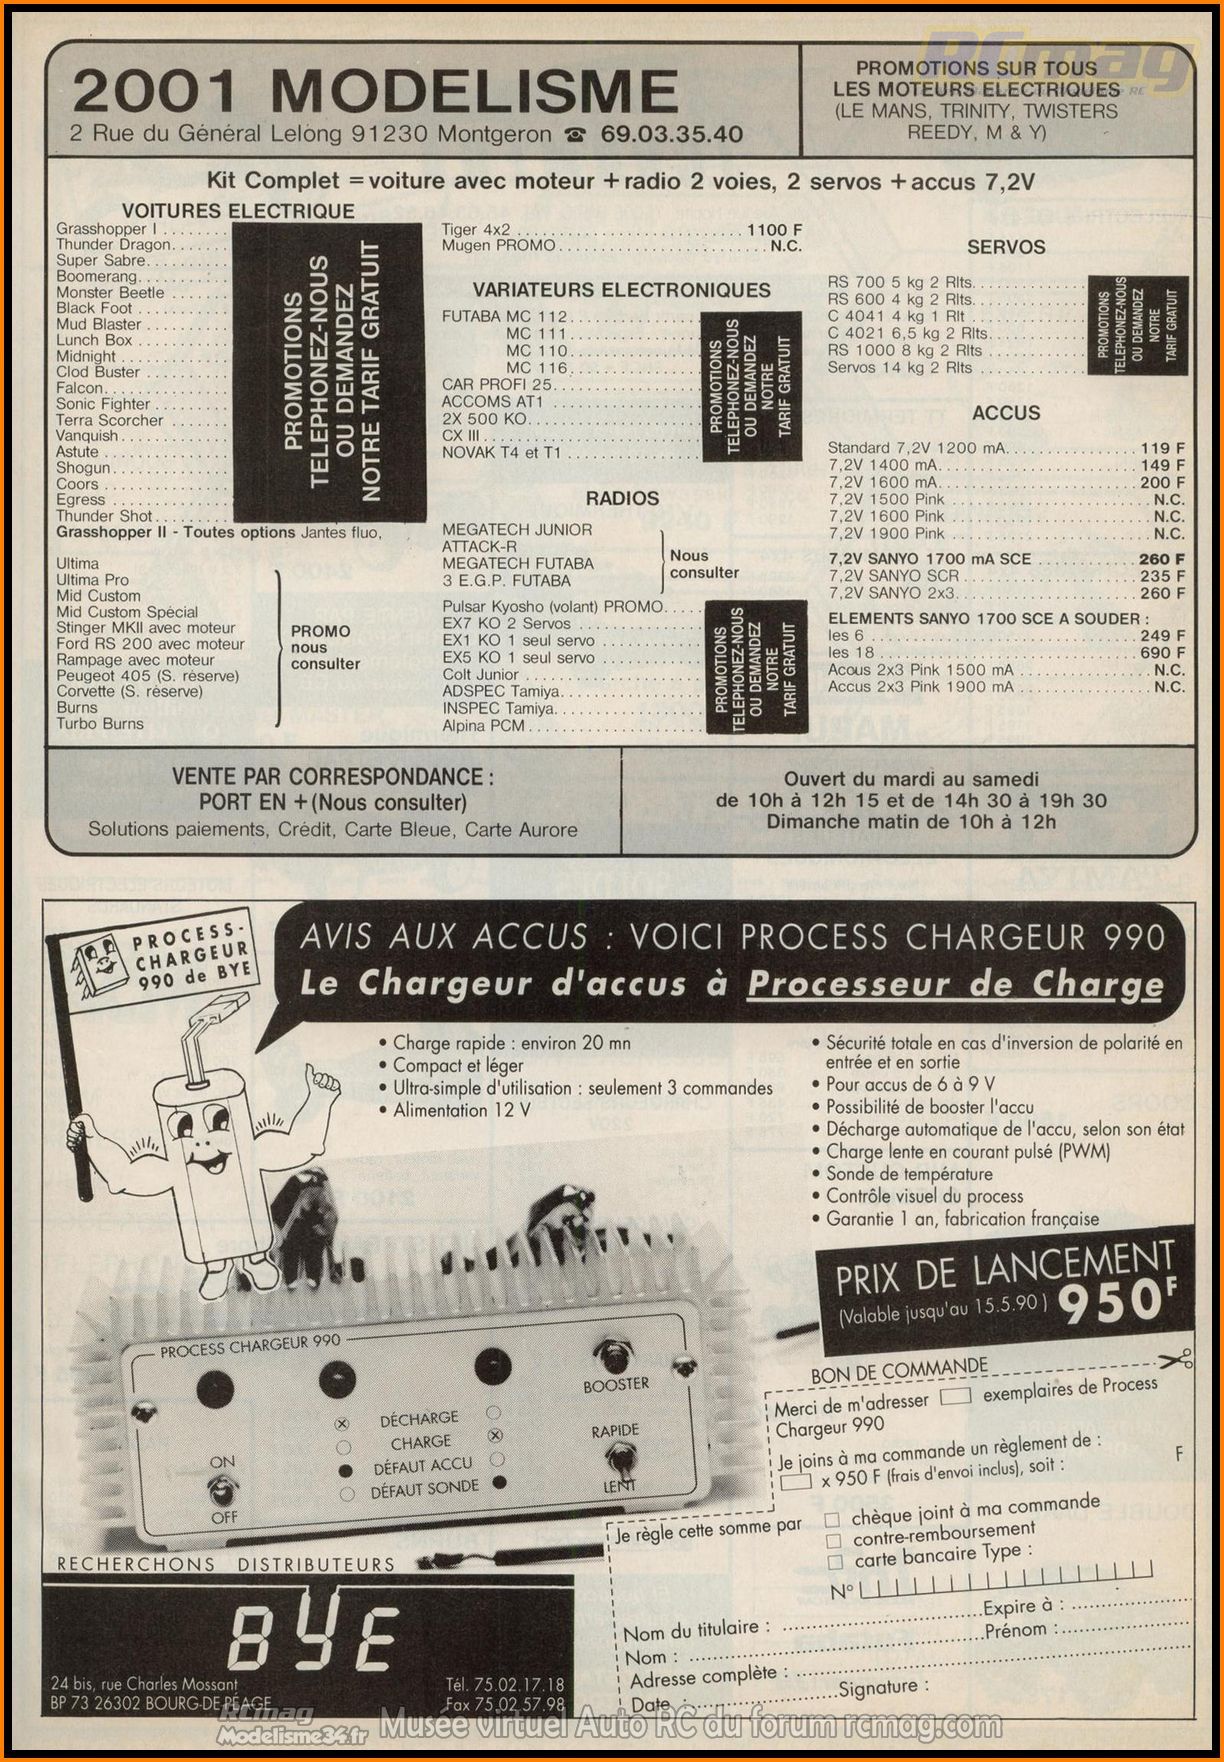 2001 MODELISME
2 Rue du Général Lelong 91230 Montgeron ☎ 69.03.35.40
PROMOTIONS SUR TOUS
LES MOTEURS ELECTRIQUES
(LE MANS, TRINITY, TWISTERS
REEDY, M & Y)
Kit Complet = voiture avec moteur + radio 2 voies, 2 servos + accus 7,2V
VOITURES ELECTRIQUE
Grasshopper I
Thunder Dragon
Super Sabre
Boomerang
Monster Beetle
Black Foot
Mud Blaster
Lunch Box
Midnight
Clod Buster
Falcon
Sonic Fighter
Terra Scorcher
Vanquish
Astute
Shogun
Coors
Egress
Thunder Shot
PROMOTIONS
TELEPHONEZ-NOUS
OU DEMANDEZ
NOTRE TARIF GRATUIT
Grasshopper II - Toutes options Jantes fluo,
Ultima
Ultima Pro
Mid Custom
Mid Custom Spécial
Stinger MKII avec moteur
Ford RS 200 avec moteur
Rampage avec moteur
Peugeot 405 (S. réserve)
Corvette (S. réserve)
Burns
Turbo Burns
PROMO
nous
consulter
Tiger 4x2 1100 F
Mugen PROMO N.C.
VARIATEURS ELECTRONIQUES
FUTABA MC 112
MC 111
MC 110
MC 116
CAR PROFI 25
ACCOMS AT1
2X 500 KO
CX III
NOVAK T4 et T1
PROMOTIONS
TELEPHONEZ-NOUS
OU DEMANDEZ
NOTRE
TARIF GRATUIT
RADIOS
MEGATECH JUNIOR
ATTACK-R
MEGATECH FUTABA
3 E.G.P. FUTABA
Nous
consulter
Pulsar Kyosho (volant) PROMO
EX7 KO 2 Servos
EX1 KO 1 seul servo
EX5 KO 1 seul servo
Colt Junior
ADSPEC Tamiya
INSPEC Tamiya
Alpina PCM
PROMOTIONS
TELEPHONEZ-NOUS
OU DEMANDEZ
NOTRE
TARIF GRATUIT
SERVOS
RS 700 5 kg 2 Rlts
RS 600 4 kg 2 Rlts
C 4041 4 kg 1 Rlt
C 4021 6,5 kg 2 Rlts
RS 1000 8 kg 2 Rlts
Servos 14 kg 2 Rlts
PROMOTIONS
TELEPHONEZ-NOUS
OU DEMANDEZ
NOTRE
TARIF GRATUIT
ACCUS
Standard 7,2V 1200 mA 119 F
7,2V 1400 mA 149 F
7,2V 1600 mA 200 F
7,2V 1500 Pink N.C.
7,2V 1600 Pink N.C.
7,2V 1900 Pink N.C.
7,2V SANYO 1700 mA SCE 260 F
7,2V SANYO SCR 235 F
7,2V SANYO 2x3 260 F
ELEMENTS SANYO 1700 SCE A SOUDER :
les 6 249 F
les 18 690 F
Acous 2x3 Pink 1500 mA N.C.
Accus 2x3 Pink 1900 mA N.C.
VENTE PAR CORRESPONDANCE :
PORT EN + (Nous consulter)
Solutions paiements, Crédit, Carte Bleue, Carte Aurore
Ouvert du mardi au samedi
de 10h à 12h 15 et de 14h 30 à 19h 30
Dimanche matin de 10h à 12h
PROCESS-
CHARGEUR
990 de BYE
AVIS AUX ACCUS : VOICI PROCESS CHARGEUR 990
Le Chargeur d'accus à Processeur de Charge
• Charge rapide : environ 20 mn
• Compact et léger
• Ultra-simple d'utilisation : seulement 3 commandes
• Alimentation 12 V
• Sécurité totale en cas d'inversion de polarité en
entrée et en sortie
• Pour accus de 6 à 9 V
• Possibilité de booster l'accu
• Décharge automatique de l'accu, selon son état
• Charge lente en courant pulsé (PWM)
• Sonde de température
• Contrôle visuel du process
• Garantie 1 an, fabrication française
PRIX DE LANCEMENT
(Valable jusqu'au 15.5.90) 950F
PROCESS CHARGEUR 990
BOOSTER
DÉCHARGE
CHARGE
DÉFAUT ACCU
DÉFAUT SONDE
ON
OFF
RAPIDE
LENT
BON DE COMMANDE
Merci de m'adresser exemplaires de Process
Chargeur 990
Je joins à ma commande un règlement de :
x 950 F (frais d'envoi inclus), soit : F
Je règle cette somme par
chèque joint à ma commande
contre-remboursement
carte bancaire Type :
N°
Expire à :
Nom du titulaire :
Prénom :
Nom :
Adresse complète :
Date : Signature :
RECHERCHONS DISTRIBUTEURS
BYE
24 bis, rue Charles Mossant
BP 73 26302 BOURG-DE-PÉAGE
Tél. 75.02.17.18
Fax 75.02.57.98
RCmag
RCmag
Modelisme34.fr
Musée virtuel Auto RC du forum rcmag.com